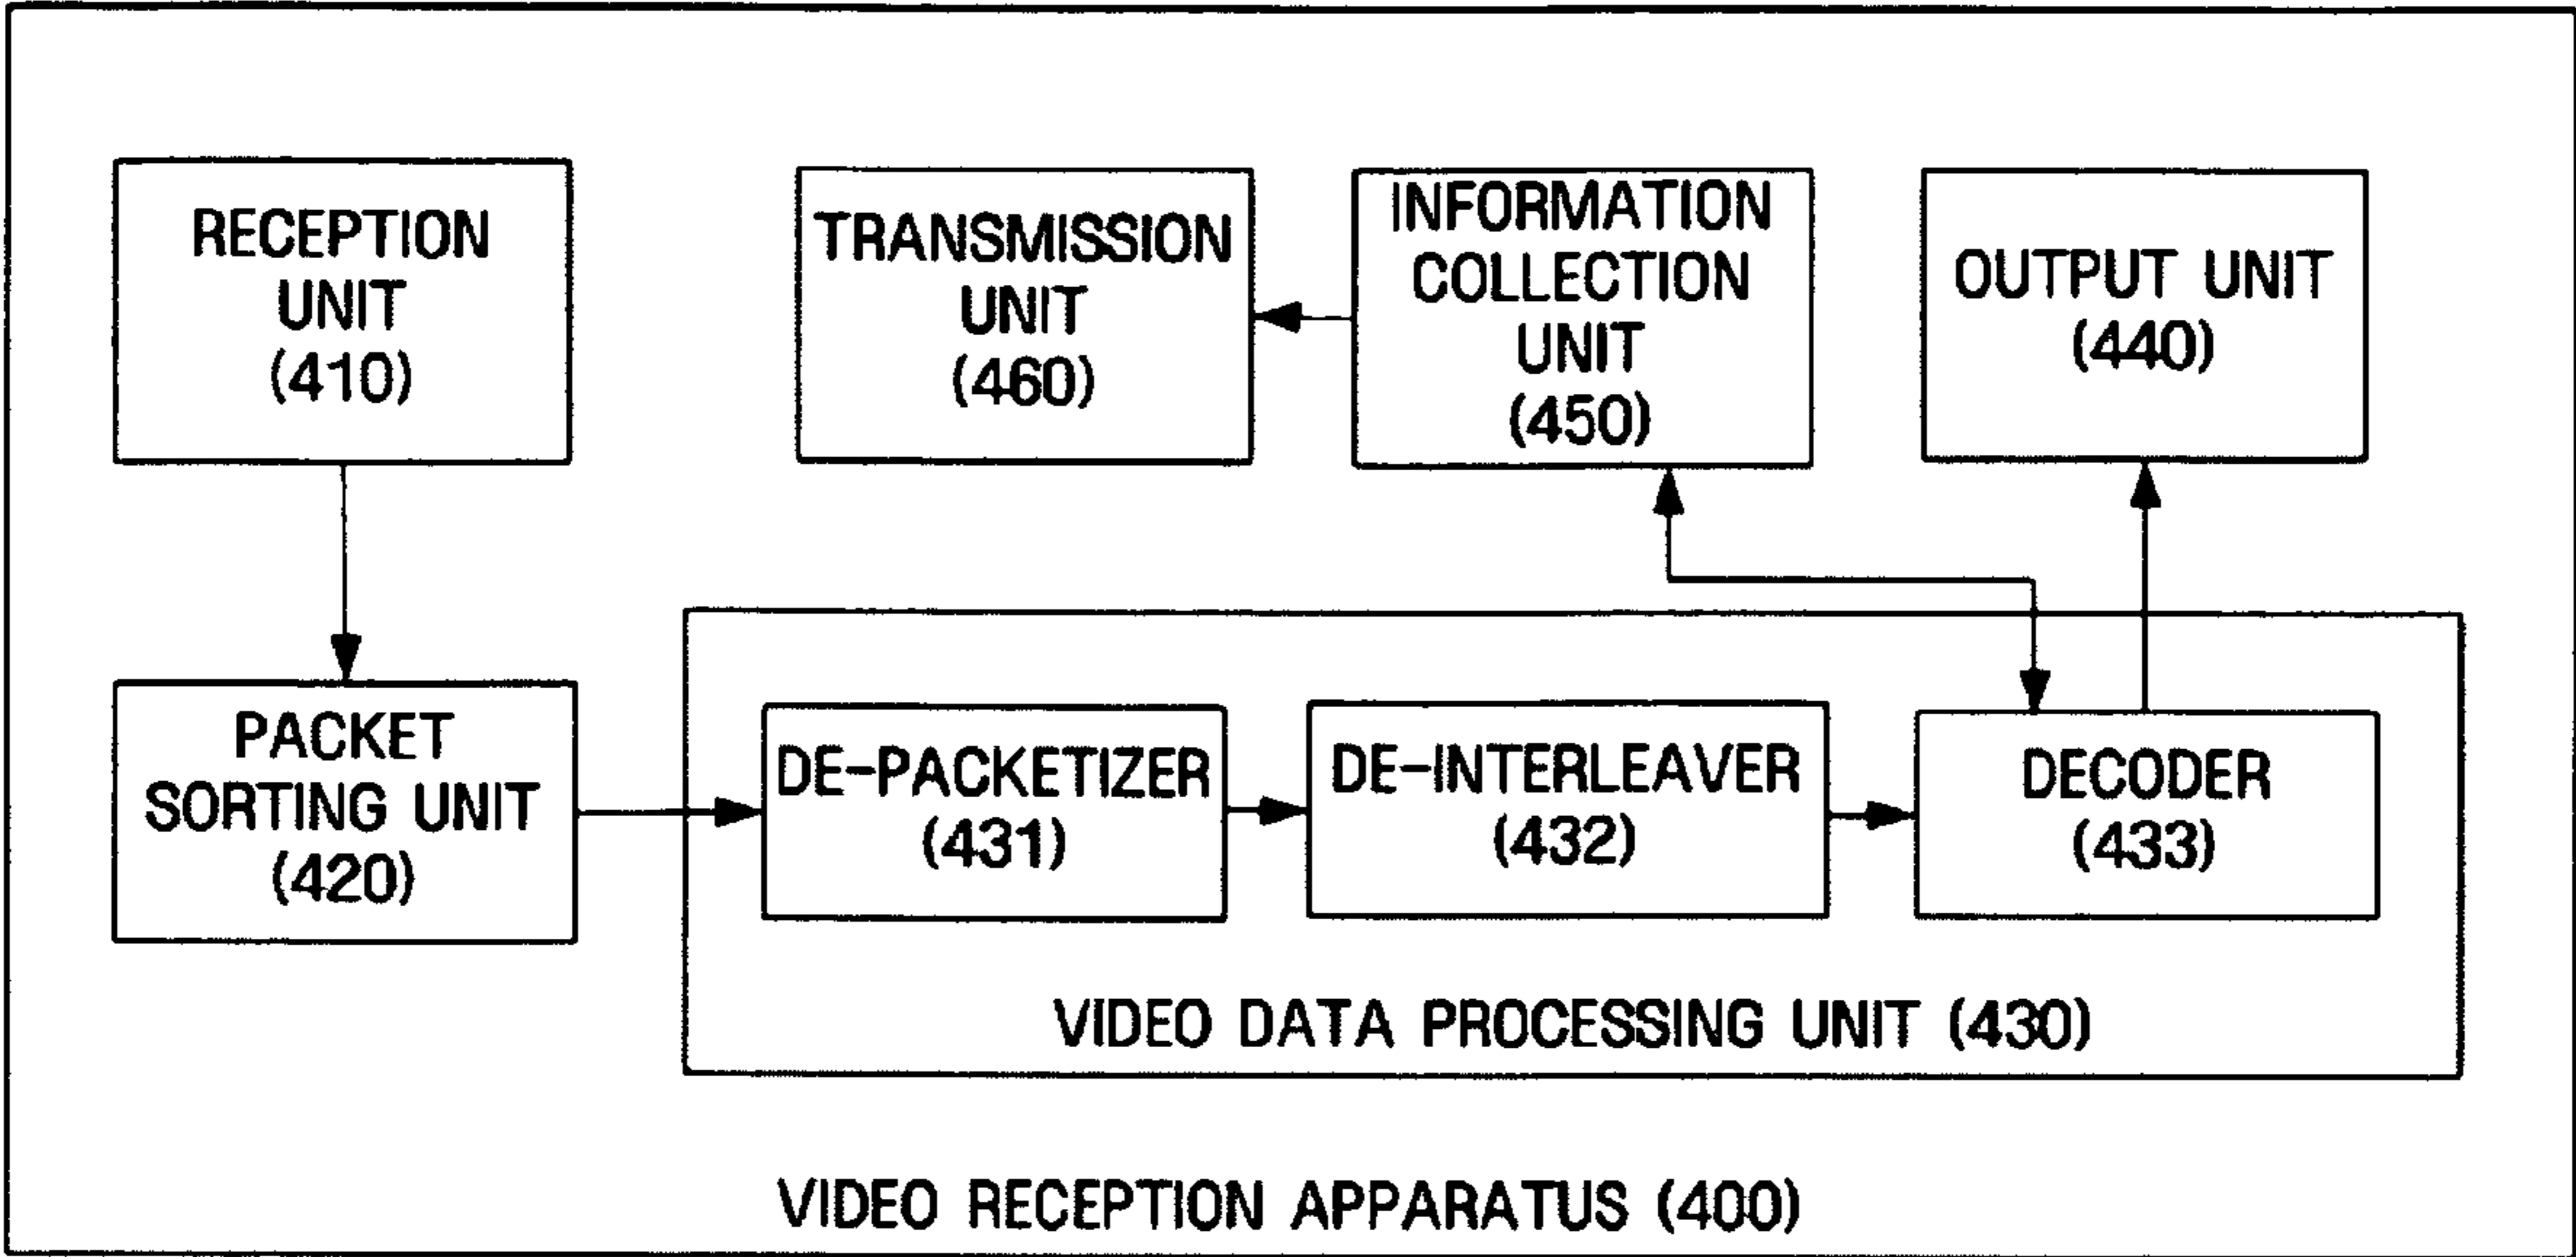 RECEPTION
UNIT
(410)
TRANSMISSION
UNIT
(460)
INFORMATION
COLLECTION
UNIT
(450)
OUTPUT UNIT
(440)
PACKET
SORTING UNIT
(420)
DE-PACKETIZER
(431)
DE-INTERLEAVER
(432)
DECODER
(433)
VIDEO DATA PROCESSING UNIT (430)
VIDEO RECEPTION APPARATUS (400)